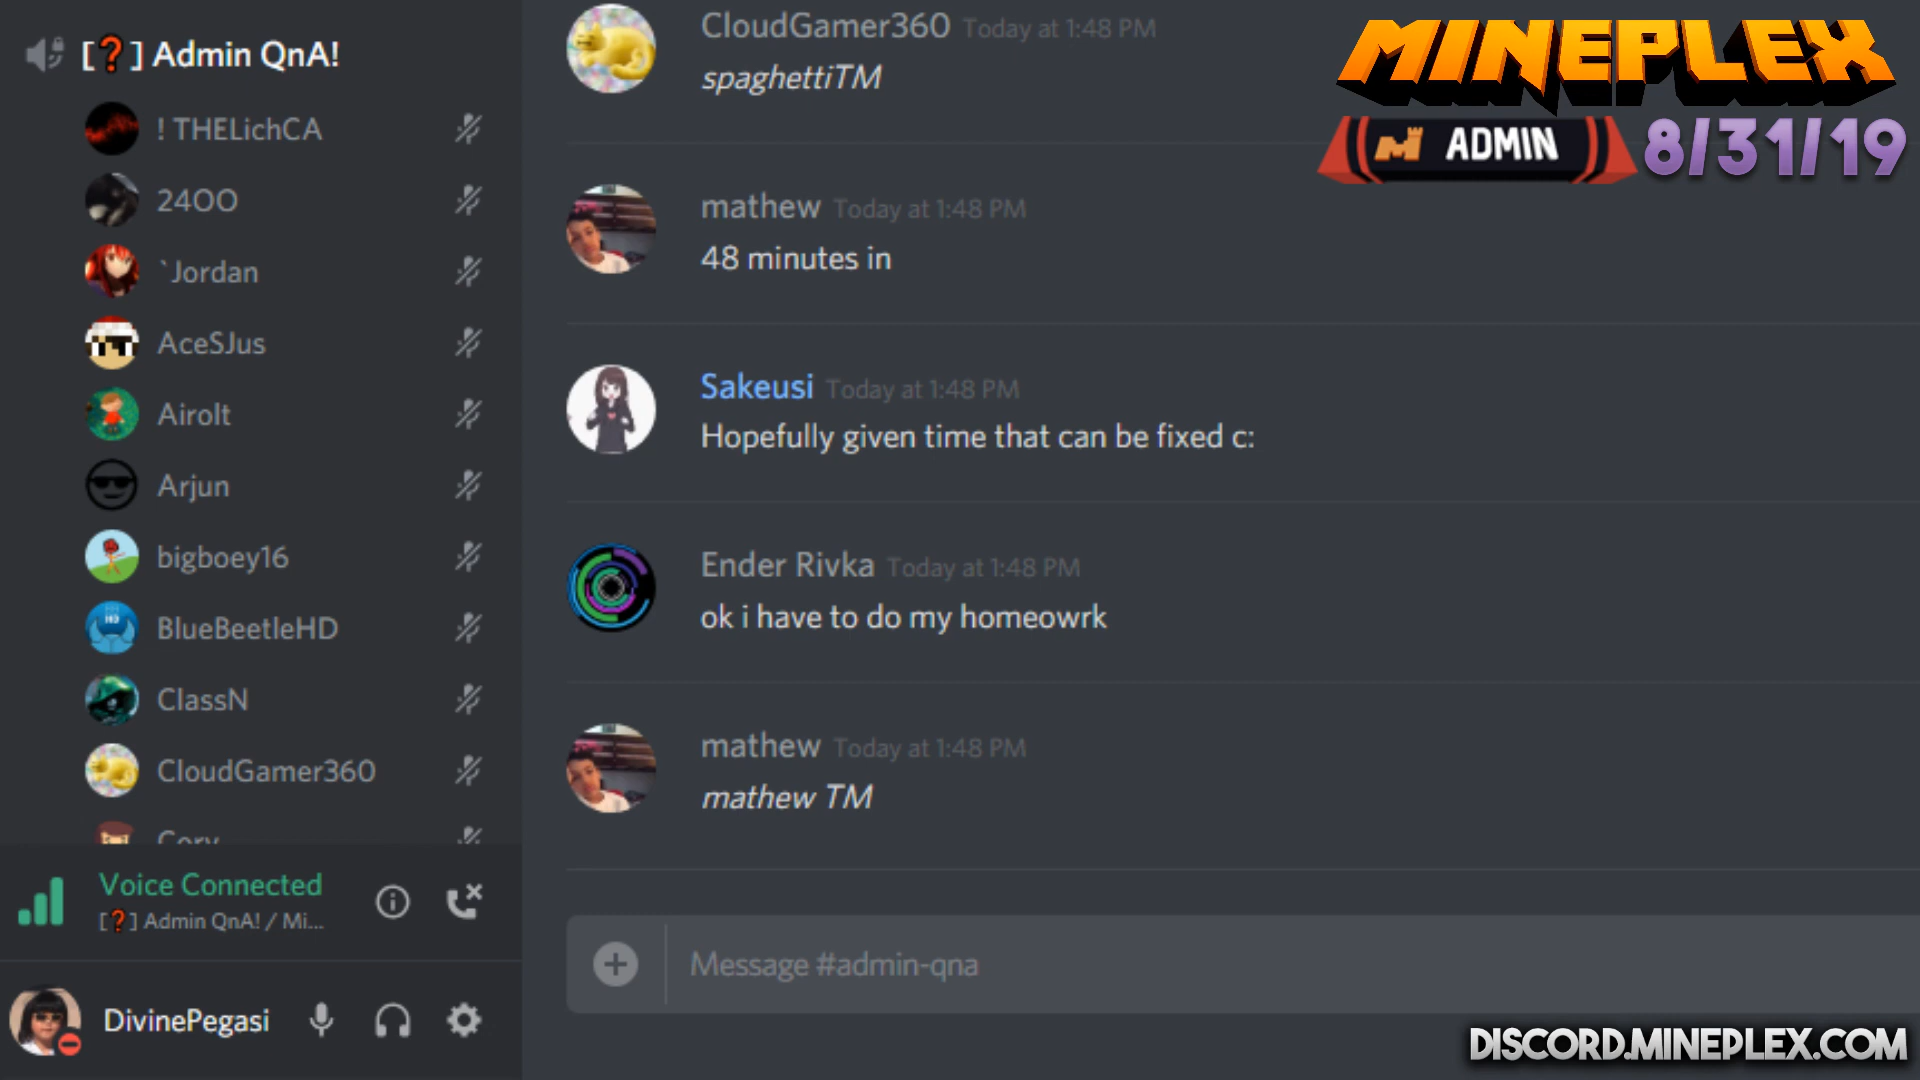 [❓] Admin QnA!
! THELichCA
24OO
`Jordan
AceSJus
Airolt
Arjun
bigboey16
BlueBeetleHD
ClassN
CloudGamer360
Cory
Voice Connected
[❓] Admin QnA! / Mi...
DivinePegasi
CloudGamer360 Today at 1:48 PM
spaghettiTM
mathew Today at 1:48 PM
48 minutes in
Sakeusi Today at 1:48 PM
Hopefully given time that can be fixed c:
Ender Rivka Today at 1:48 PM
ok i have to do my homeowrk
mathew Today at 1:48 PM
mathew TM
Message #admin-qna
MINEPLEX
ADMIN 8/31/19
DISCORD.MINEPLEX.COM